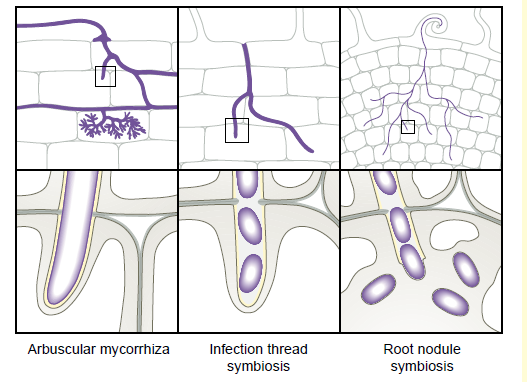 Arbuscular mycorrhiza
Infection thread
symbiosis
Root nodule
symbiosis